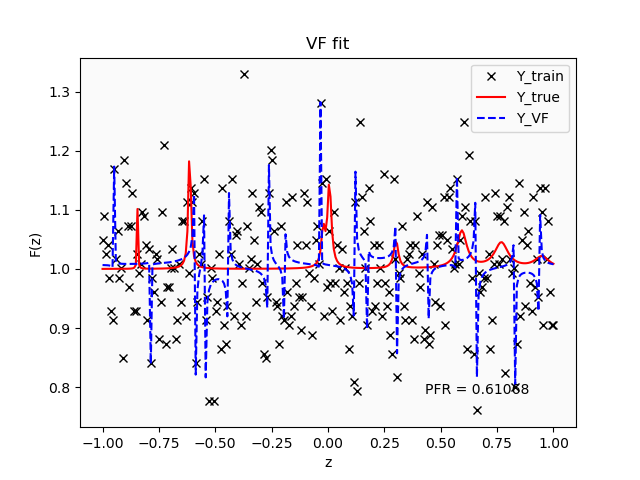 VF fit
F(z)
1.3
1.2
1.1
1.0
0.9
0.8
Y_train
Y_true
Y_VF
PFR = 0.61068
−1.00 −0.75 −0.50 −0.25 0.00 0.25 0.50 0.75 1.00
z